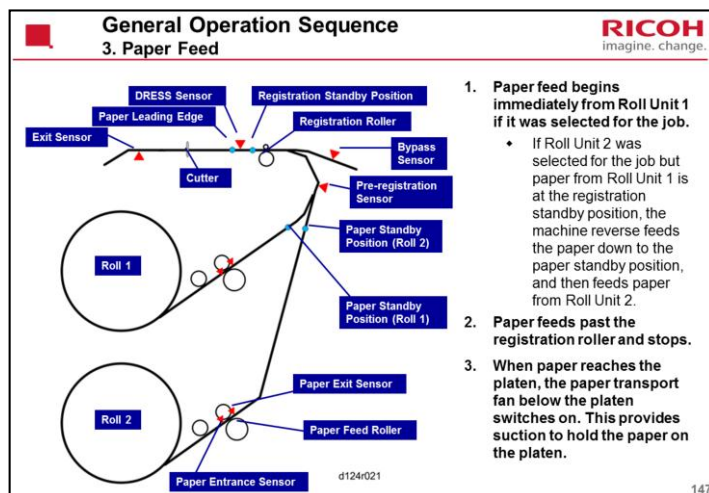 General Operation Sequence
3. Paper Feed
RICOH
imagine. change.
DRESS Sensor
Registration Standby Position
Paper Leading Edge
Registration Roller
Exit Sensor
Bypass
Sensor
Cutter
Pre-registration
Sensor
Paper Standby
Position (Roll 2)
Roll 1
Paper Standby
Position (Roll 1)
Paper Exit Sensor
Roll 2
Paper Feed Roller
Paper Entrance Sensor
d124r021
1. Paper feed begins
immediately from Roll Unit 1
if it was selected for the job.
◆ If Roll Unit 2 was
selected for the job but
paper from Roll Unit 1 is
at the registration
standby position, the
machine reverse feeds
the paper down to the
paper standby position,
and then feeds paper
from Roll Unit 2.
2. Paper feeds past the
registration roller and stops.
3. When paper reaches the
platen, the paper transport
fan below the platen
switches on. This provides
suction to hold the paper on
the platen.
147